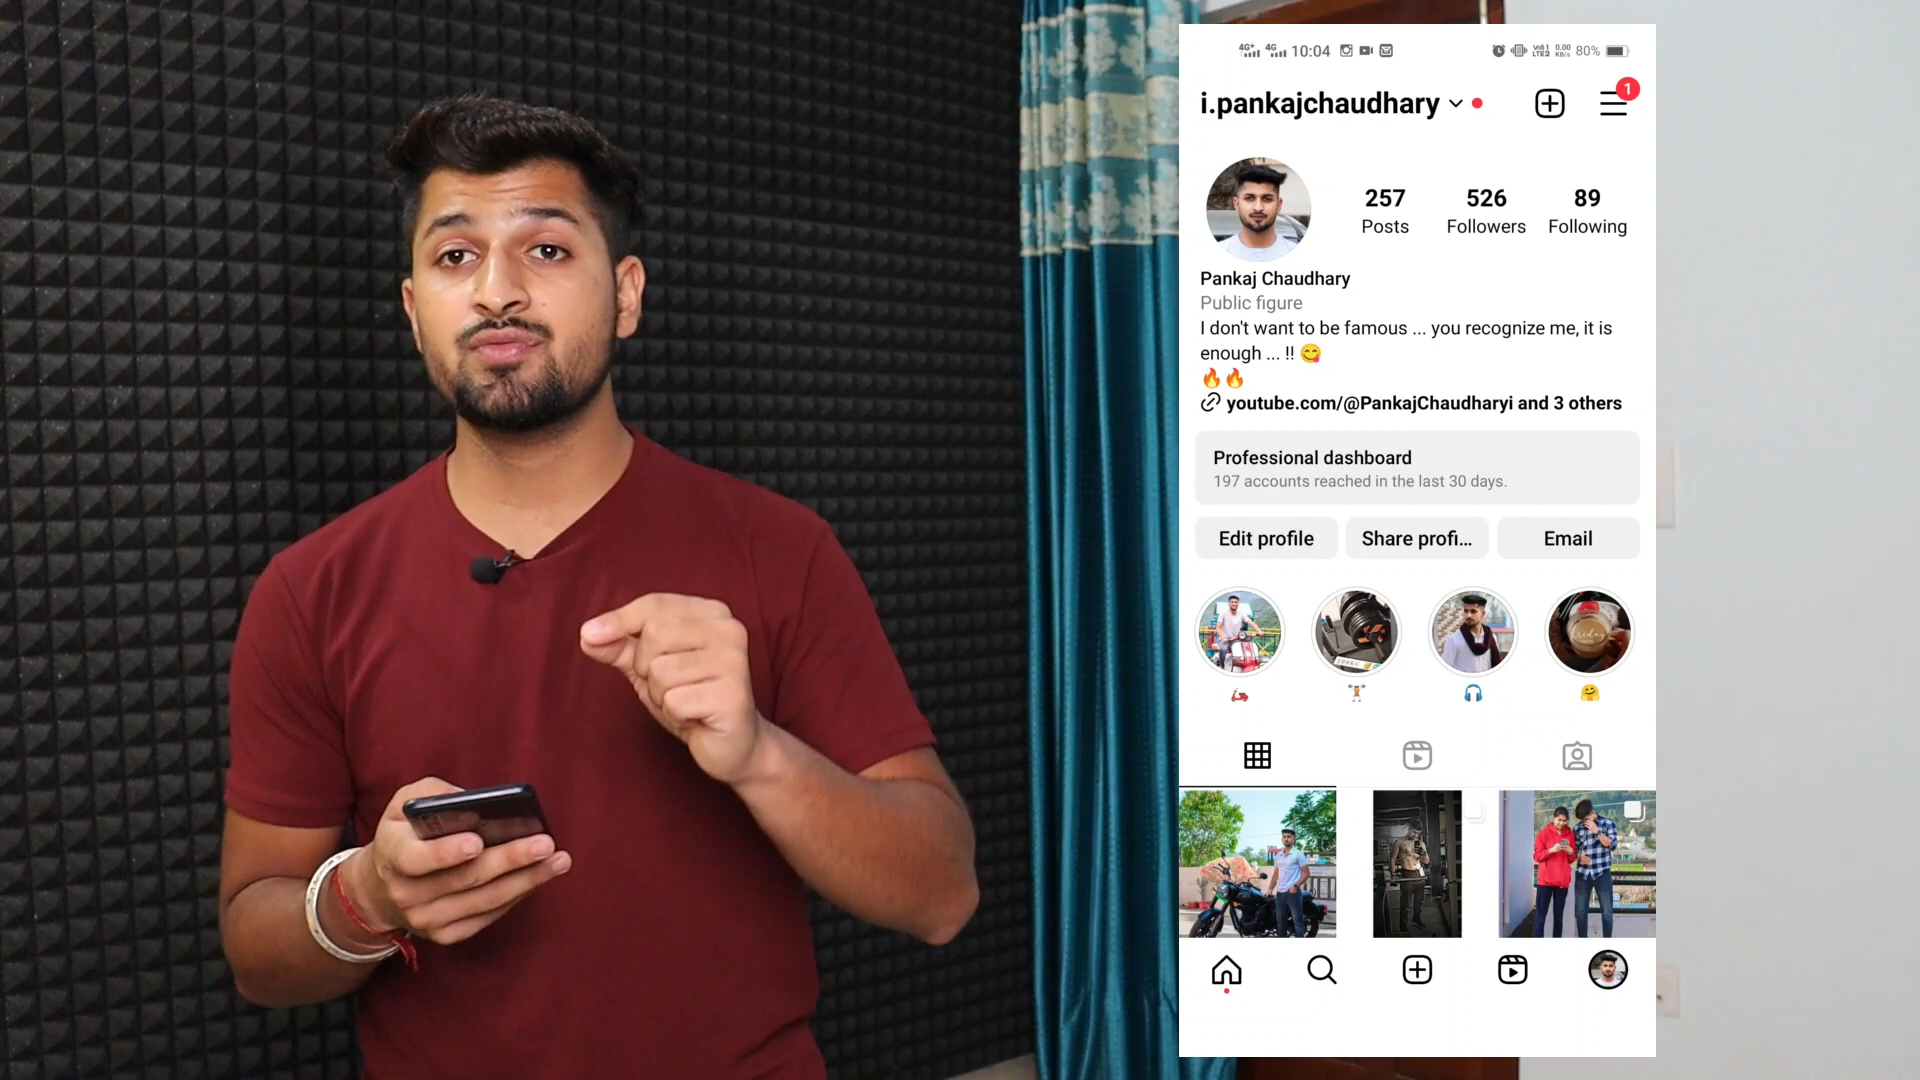 10:04 80%
i.pankajchaudhary 1
257 526 89
Posts Followers Following
Pankaj Chaudhary
Public figure
I don't want to be famous ... you recognize me, it is
enough ... !! 😋
🔥🔥
youtube.com/@PankajChaudharyi and 3 others
Professional dashboard
197 accounts reached in the last 30 days.
Edit profile Share profi... Email
friday